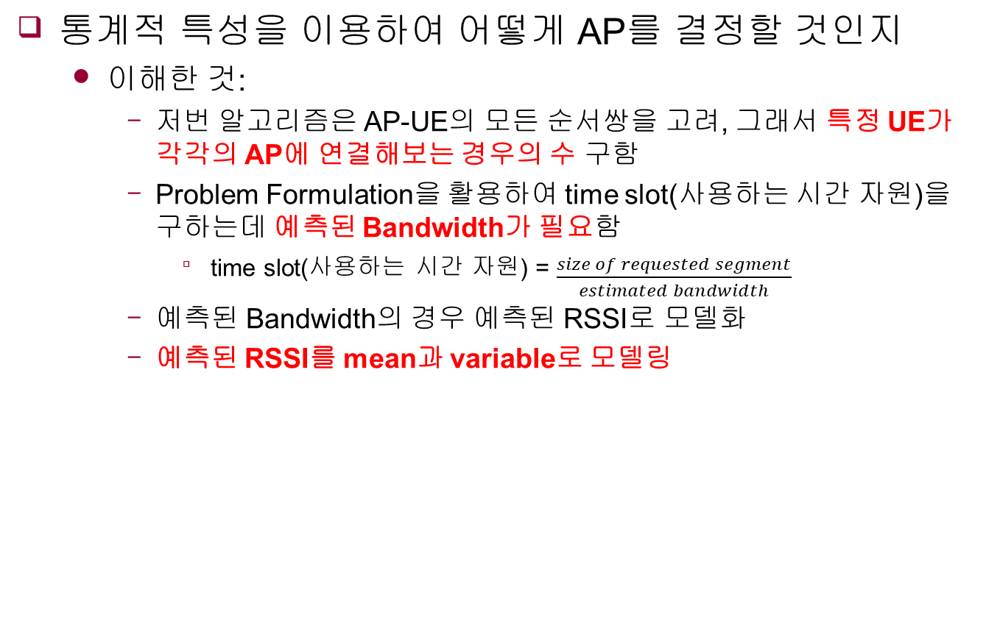 ❑ 통계적 특성을 이용하여 어떻게 AP를 결정할 것인지
● 이해한 것:
– 저번 알고리즘은 AP-UE의 모든 순서쌍을 고려, 그래서 특정 UE가
각각의 AP에 연결해보는 경우의 수 구함
– Problem Formulation을 활용하여 time slot(사용하는 시간 자원)을
구하는데 예측된 Bandwidth가 필요함
▫ time slot(사용하는 시간 자원) = size of requested segment
estimated bandwidth
– 예측된 Bandwidth의 경우 예측된 RSSI로 모델화
– 예측된 RSSI를 mean과 variable로 모델링